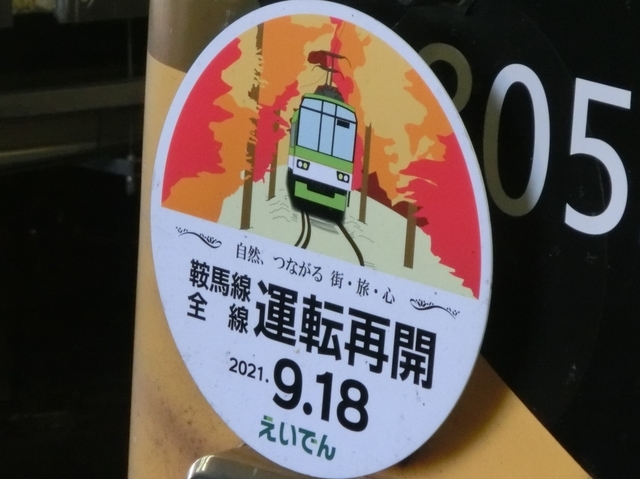 905
自然、つながる 街・旅・心
鞍馬線
全線
運転再開
2021.9.18
えいでん